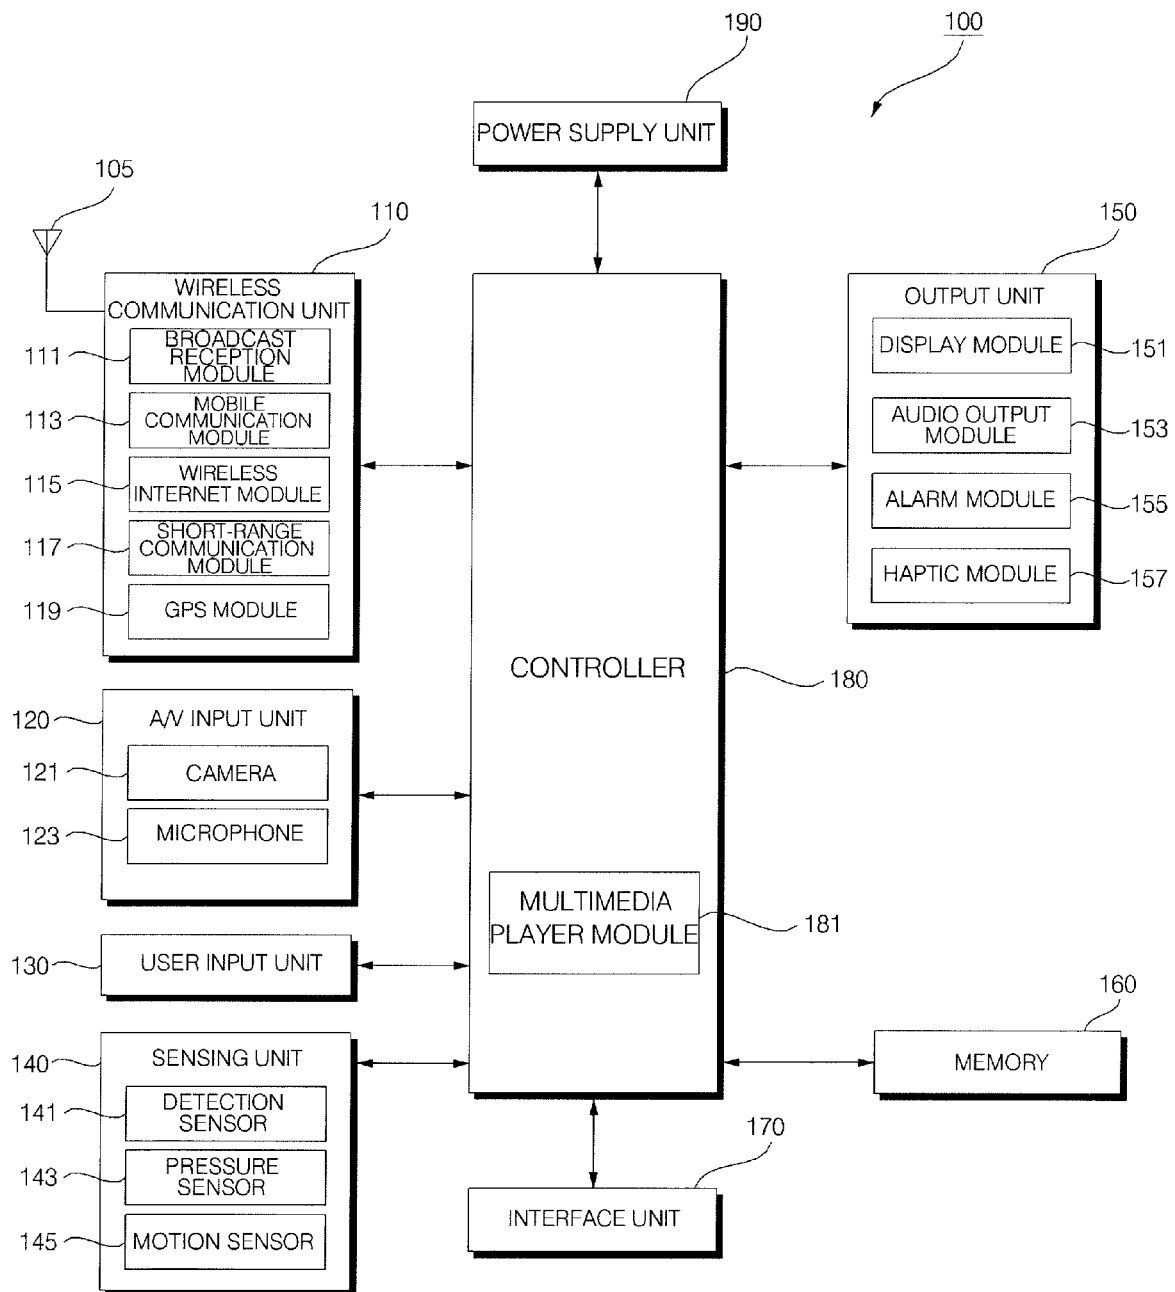 190
100
POWER SUPPLY UNIT
105
110
150
WIRELESS
COMMUNICATION UNIT
111
BROADCAST
RECEPTION
MODULE
113
MOBILE
COMMUNICATION
MODULE
115
WIRELESS
INTERNET MODULE
117
SHORT-RANGE
COMMUNICATION
MODULE
119
GPS MODULE
OUTPUT UNIT
DISPLAY MODULE
151
AUDIO OUTPUT
MODULE
153
ALARM MODULE
155
HAPTIC MODULE
157
CONTROLLER
180
120
A/V INPUT UNIT
121
CAMERA
123
MICROPHONE
MULTIMEDIA
PLAYER MODULE
181
130
USER INPUT UNIT
160
MEMORY
140
SENSING UNIT
141
DETECTION
SENSOR
143
PRESSURE
SENSOR
145
MOTION SENSOR
170
INTERFACE UNIT